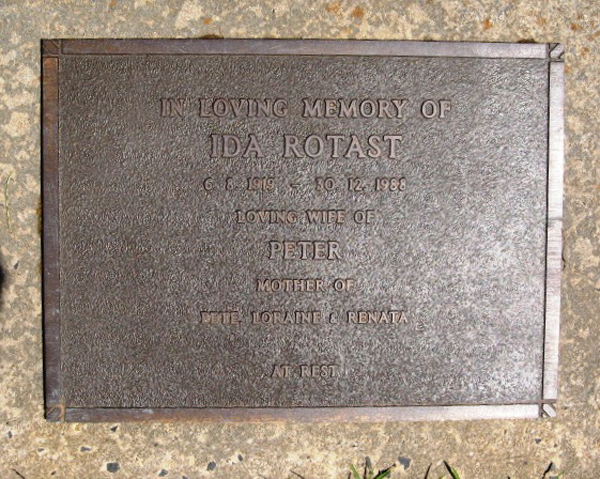 IN LOVING MEMORY OF
IDA ROTAST
6. 8. 1919 - 30. 12. 1988
LOVING WIFE OF
PETER
MOTHER OF
PETE, LORAINE & RENATA
AT REST